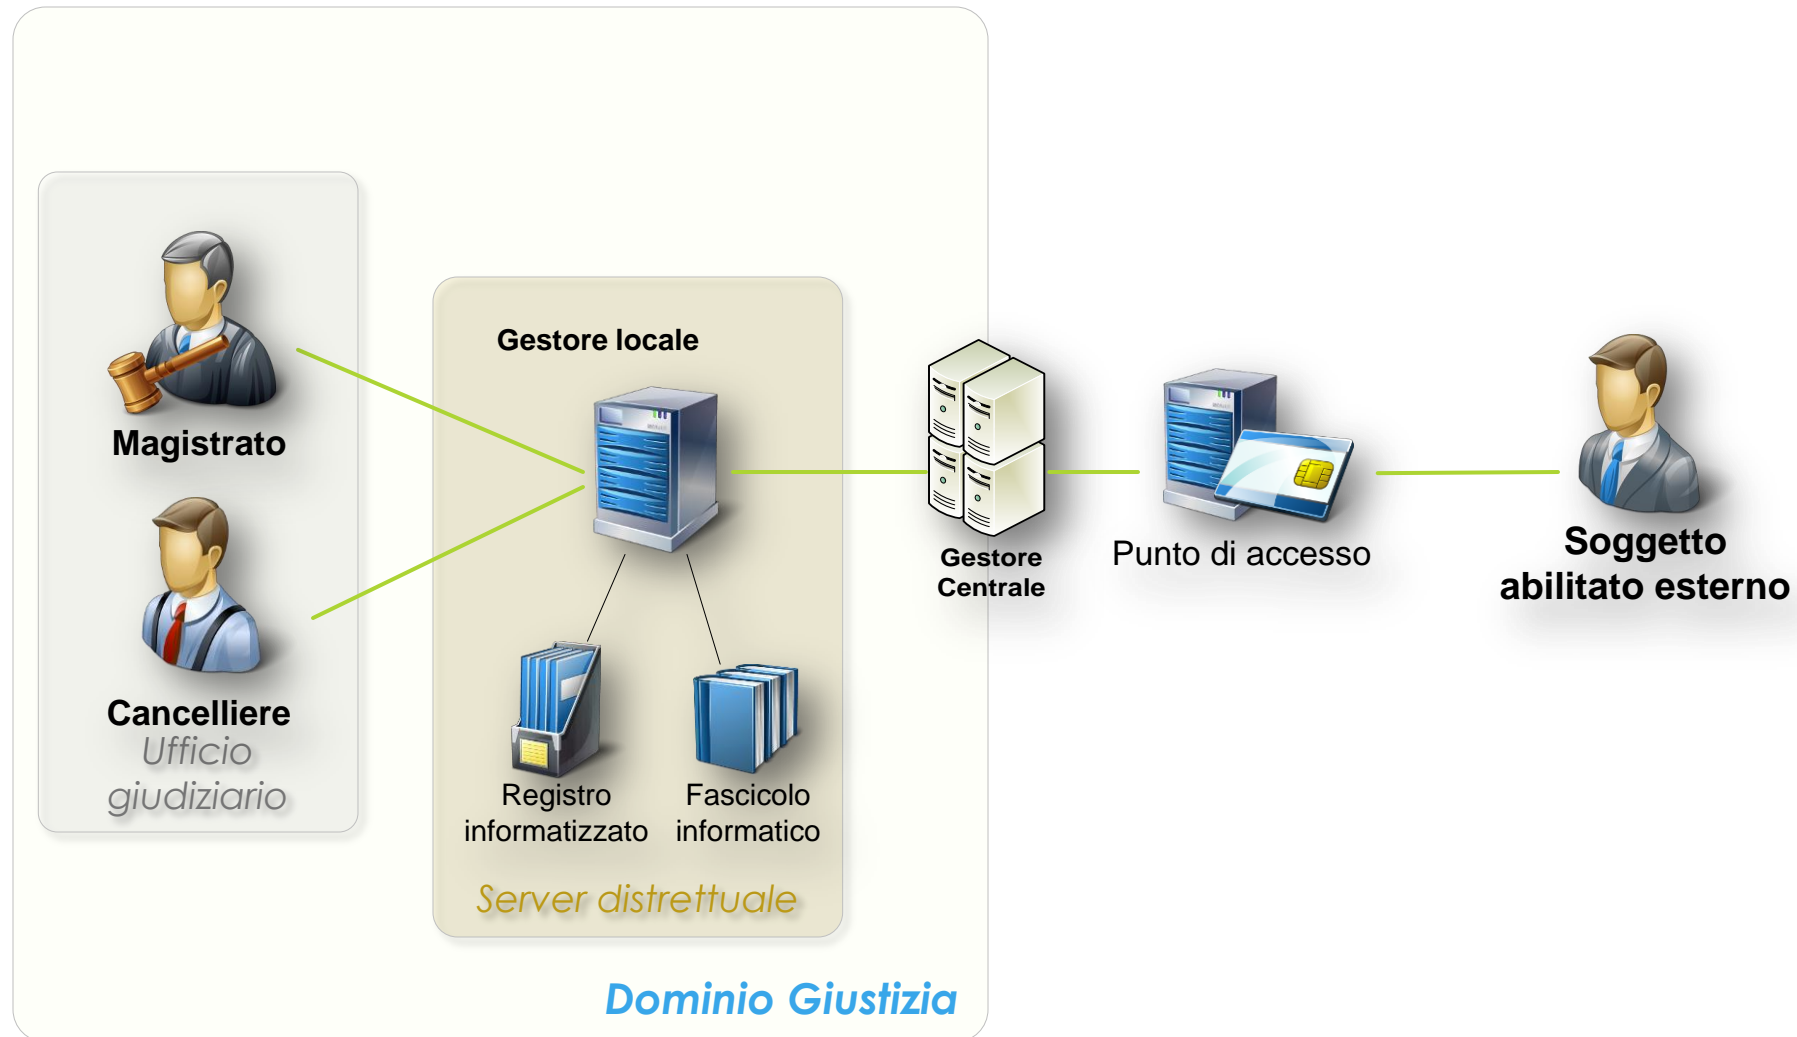 Magistrato
Cancelliere
Ufficio
giudiziario
Gestore locale
Registro
informatizzato
Fascicolo
informatico
Server distrettuale
Gestore
Centrale
Punto di accesso
Soggetto
abilitato esterno
Dominio Giustizia